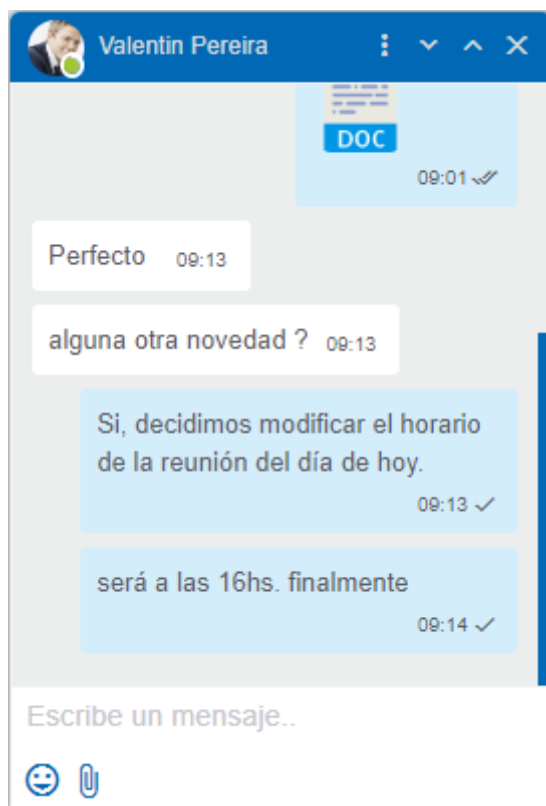 Valentin Pereira
DOC
09:01
Perfecto 09:13
alguna otra novedad ? 09:13
Si, decidimos modificar el horario
de la reunión del día de hoy.
09:13
será a las 16hs. finalmente
09:14
Escribe un mensaje..